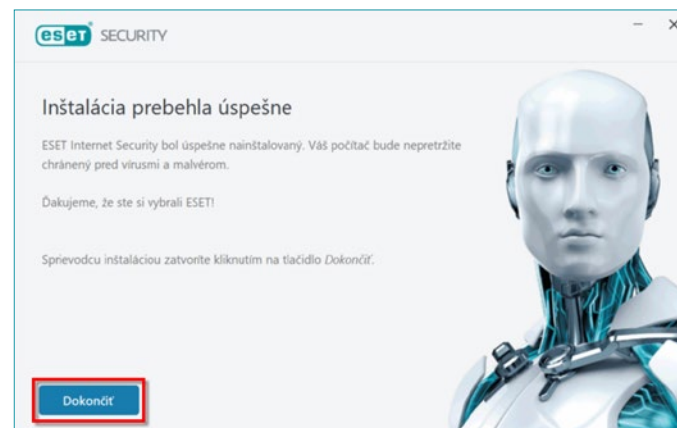 eset SECURITY
Inštalácia prebehla úspešne
ESET Internet Security bol úspešne nainštalovaný. Váš počítač bude nepretržite
chránený pred vírusmi a malvérom.
Ďakujeme, že ste si vybrali ESET!
Sprievodcu inštaláciou zatvoríte kliknutím na tlačidlo Dokončiť.
Dokončiť